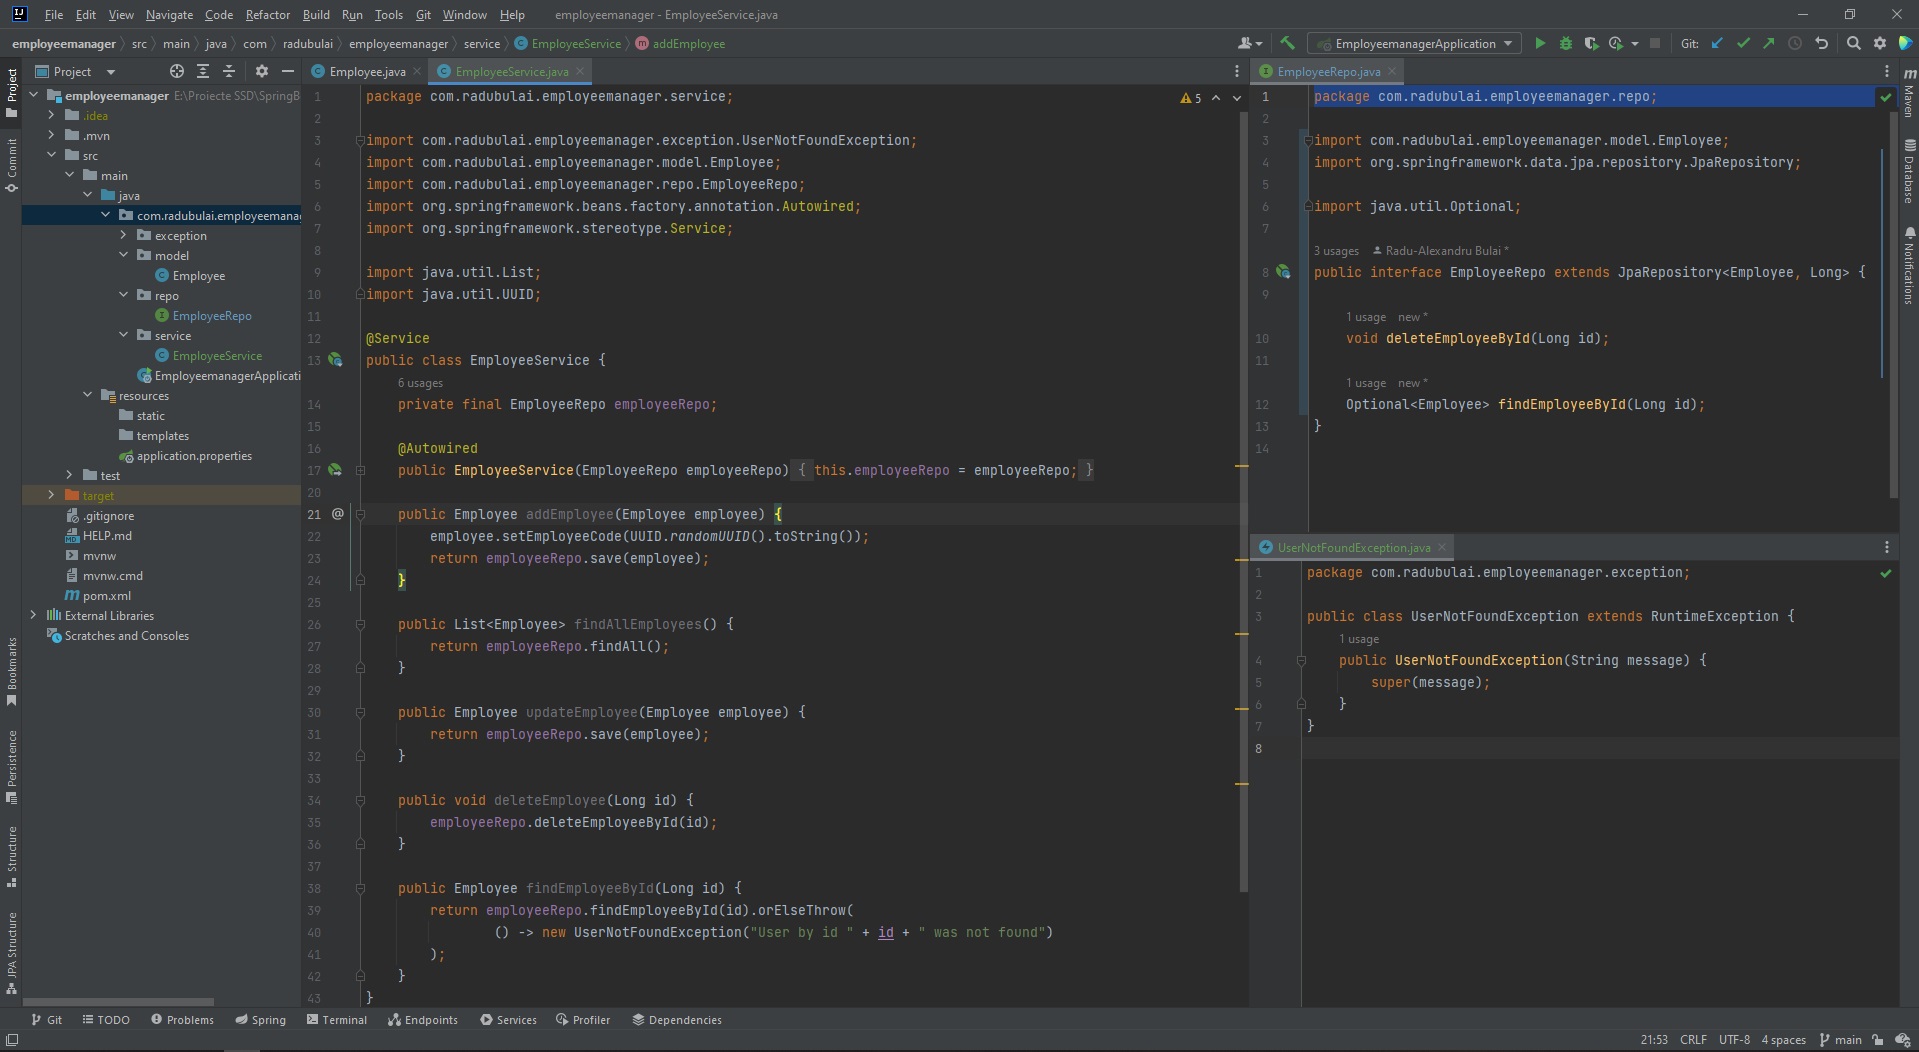 File Edit View Navigate Code Refactor Build Run Tools Git Window Help employeemanager - EmployeeService.java
employeemanager src main java com radubulai employeemanager service EmployeeService addEmployee EmployeemanagerApplication Git:
Project
employeemanager E:\Proiecte SSD\SpringB
.idea
.mvn
src
main
java
com.radubulai.employeemana
exception
model
Employee
repo
EmployeeRepo
service
EmployeeService
EmployeemanagerApplicati
resources
static
templates
application.properties
test
target
.gitignore
HELP.md
mvnw
mvnw.cmd
pom.xml
External Libraries
Scratches and Consoles
Project
Commit
Bookmarks
Persistence
Structure
JPA Structure
Employee.java EmployeeService.java
5
1 package com.radubulai.employeemanager.service;
2
3 import com.radubulai.employeemanager.exception.UserNotFoundException;
4 import com.radubulai.employeemanager.model.Employee;
5 import com.radubulai.employeemanager.repo.EmployeeRepo;
6 import org.springframework.beans.factory.annotation.Autowired;
7 import org.springframework.stereotype.Service;
8
9 import java.util.List;
10 import java.util.UUID;
11
12 @Service
13 public class EmployeeService {
6 usages
14 private final EmployeeRepo employeeRepo;
15
16 @Autowired
17 public EmployeeService(EmployeeRepo employeeRepo) { this.employeeRepo = employeeRepo; }
20
21 @ public Employee addEmployee(Employee employee) {
22 employee.setEmployeeCode(UUID.randomUUID().toString());
23 return employeeRepo.save(employee);
24 }
25
26 public List<Employee> findAllEmployees() {
27 return employeeRepo.findAll();
28 }
29
30 public Employee updateEmployee(Employee employee) {
31 return employeeRepo.save(employee);
32 }
33
34 public void deleteEmployee(Long id) {
35 employeeRepo.deleteEmployeeById(id);
36 }
37
38 public Employee findEmployeeById(Long id) {
39 return employeeRepo.findEmployeeById(id).orElseThrow(
40 () -> new UserNotFoundException("User by id " + id + " was not found")
41 );
42 }
43 }
EmployeeRepo.java
1 package com.radubulai.employeemanager.repo;
2
3 import com.radubulai.employeemanager.model.Employee;
4 import org.springframework.data.jpa.repository.JpaRepository;
5
6 import java.util.Optional;
7
3 usages Radu-Alexandru Bulai *
8 public interface EmployeeRepo extends JpaRepository<Employee, Long> {
9
1 usage new *
10 void deleteEmployeeById(Long id);
11
1 usage new *
12 Optional<Employee> findEmployeeById(Long id);
13 }
14
UserNotFoundException.java
1 package com.radubulai.employeemanager.exception;
2
3 public class UserNotFoundException extends RuntimeException {
1 usage
4 public UserNotFoundException(String message) {
5 super(message);
6 }
7 }
8
Maven
Database
Notifications
Git TODO Problems Spring Terminal Endpoints Services Profiler Dependencies
21:53 CRLF UTF-8 4 spaces main